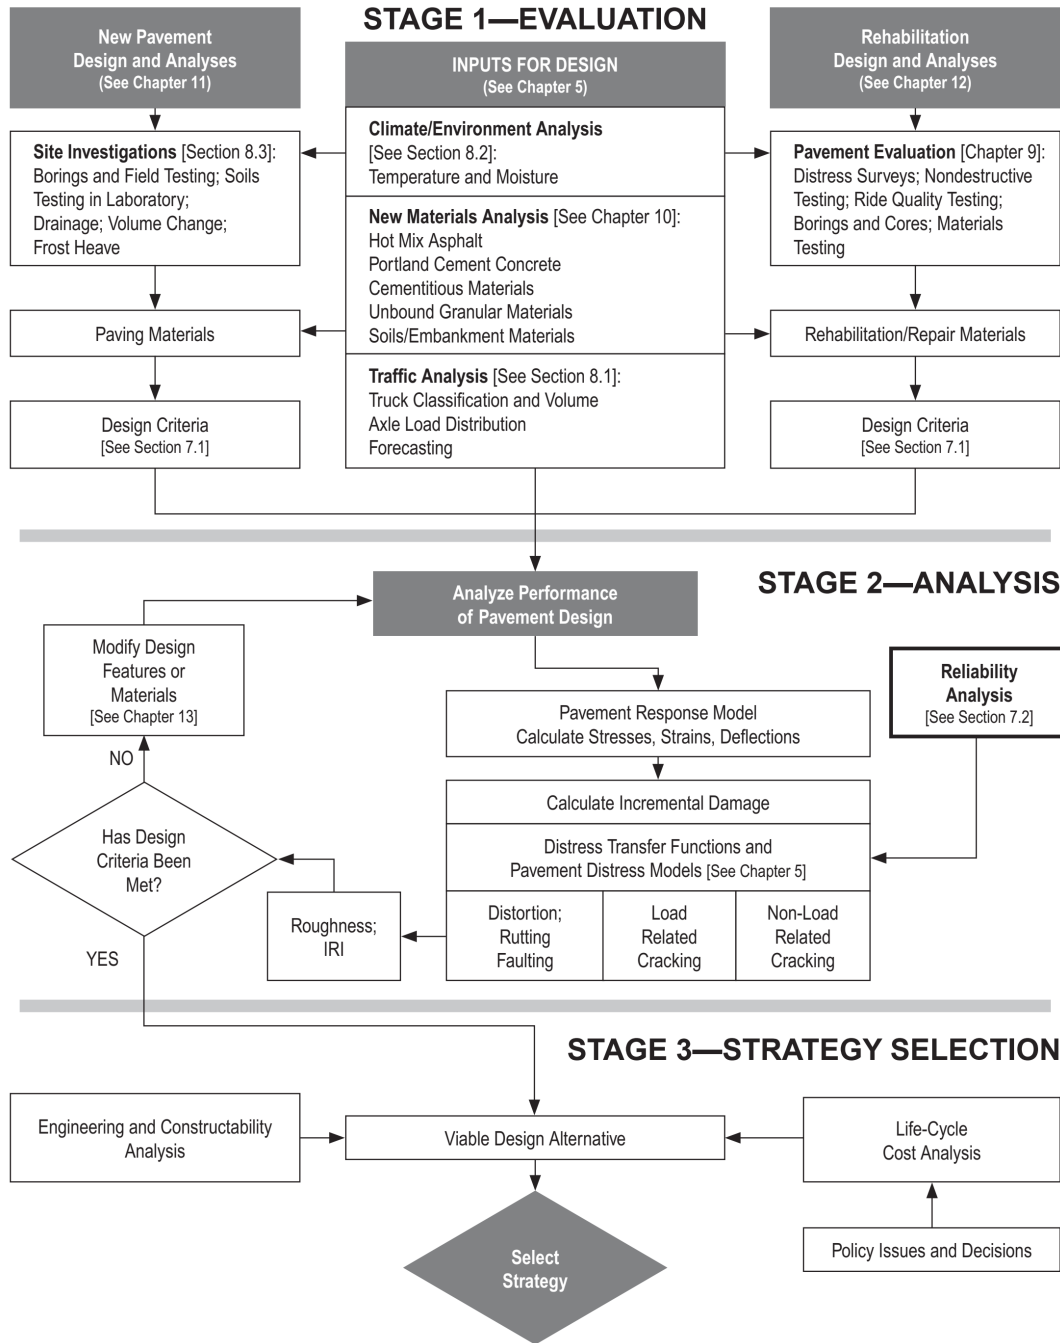 STAGE 1—EVALUATION
New Pavement
Design and Analyses
(See Chapter 11)
INPUTS FOR DESIGN
(See Chapter 5)
Rehabilitation
Design and Analyses
(See Chapter 12)
Site Investigations [Section 8.3]:
Borings and Field Testing; Soils
Testing in Laboratory;
Drainage; Volume Change;
Frost Heave
Climate/Environment Analysis
[See Section 8.2]:
Temperature and Moisture
Pavement Evaluation [Chapter 9]:
Distress Surveys; Nondestructive
Testing; Ride Quality Testing;
Borings and Cores; Materials
Testing
New Materials Analysis [See Chapter 10]:
Hot Mix Asphalt
Portland Cement Concrete
Cementitious Materials
Unbound Granular Materials
Soils/Embankment Materials
Paving Materials
Rehabilitation/Repair Materials
Traffic Analysis [See Section 8.1]:
Truck Classification and Volume
Axle Load Distribution
Forecasting
Design Criteria
[See Section 7.1]
Design Criteria
[See Section 7.1]
STAGE 2—ANALYSIS
Analyze Performance
of Pavement Design
Modify Design
Features or
Materials
[See Chapter 13]
Reliability
Analysis
[See Section 7.2]
Pavement Response Model
Calculate Stresses, Strains, Deflections
NO
Calculate Incremental Damage
Has Design
Criteria Been
Met?
Distress Transfer Functions and
Pavement Distress Models [See Chapter 5]
Roughness;
IRI
Distortion;
Rutting
Faulting
Load
Related
Cracking
Non-Load
Related
Cracking
YES
STAGE 3—STRATEGY SELECTION
Engineering and Constructability
Analysis
Viable Design Alternative
Life-Cycle
Cost Analysis
Select
Strategy
Policy Issues and Decisions